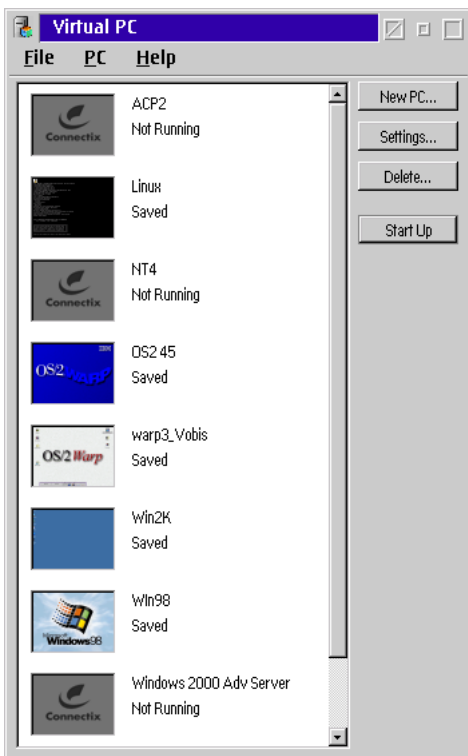 Virtual PC
File PC Help
ACP2
Not Running
Connectix
Linux
Saved
NT4
Not Running
Connectix
OS2 45
Saved
IBM
OS/2 WARP
warp3_Vobis
Saved
OS/2 Warp
Win2K
Saved
WIn98
Saved
Microsoft
Windows98
Windows 2000 Adv Server
Not Running
Connectix
New PC...
Settings...
Delete...
Start Up